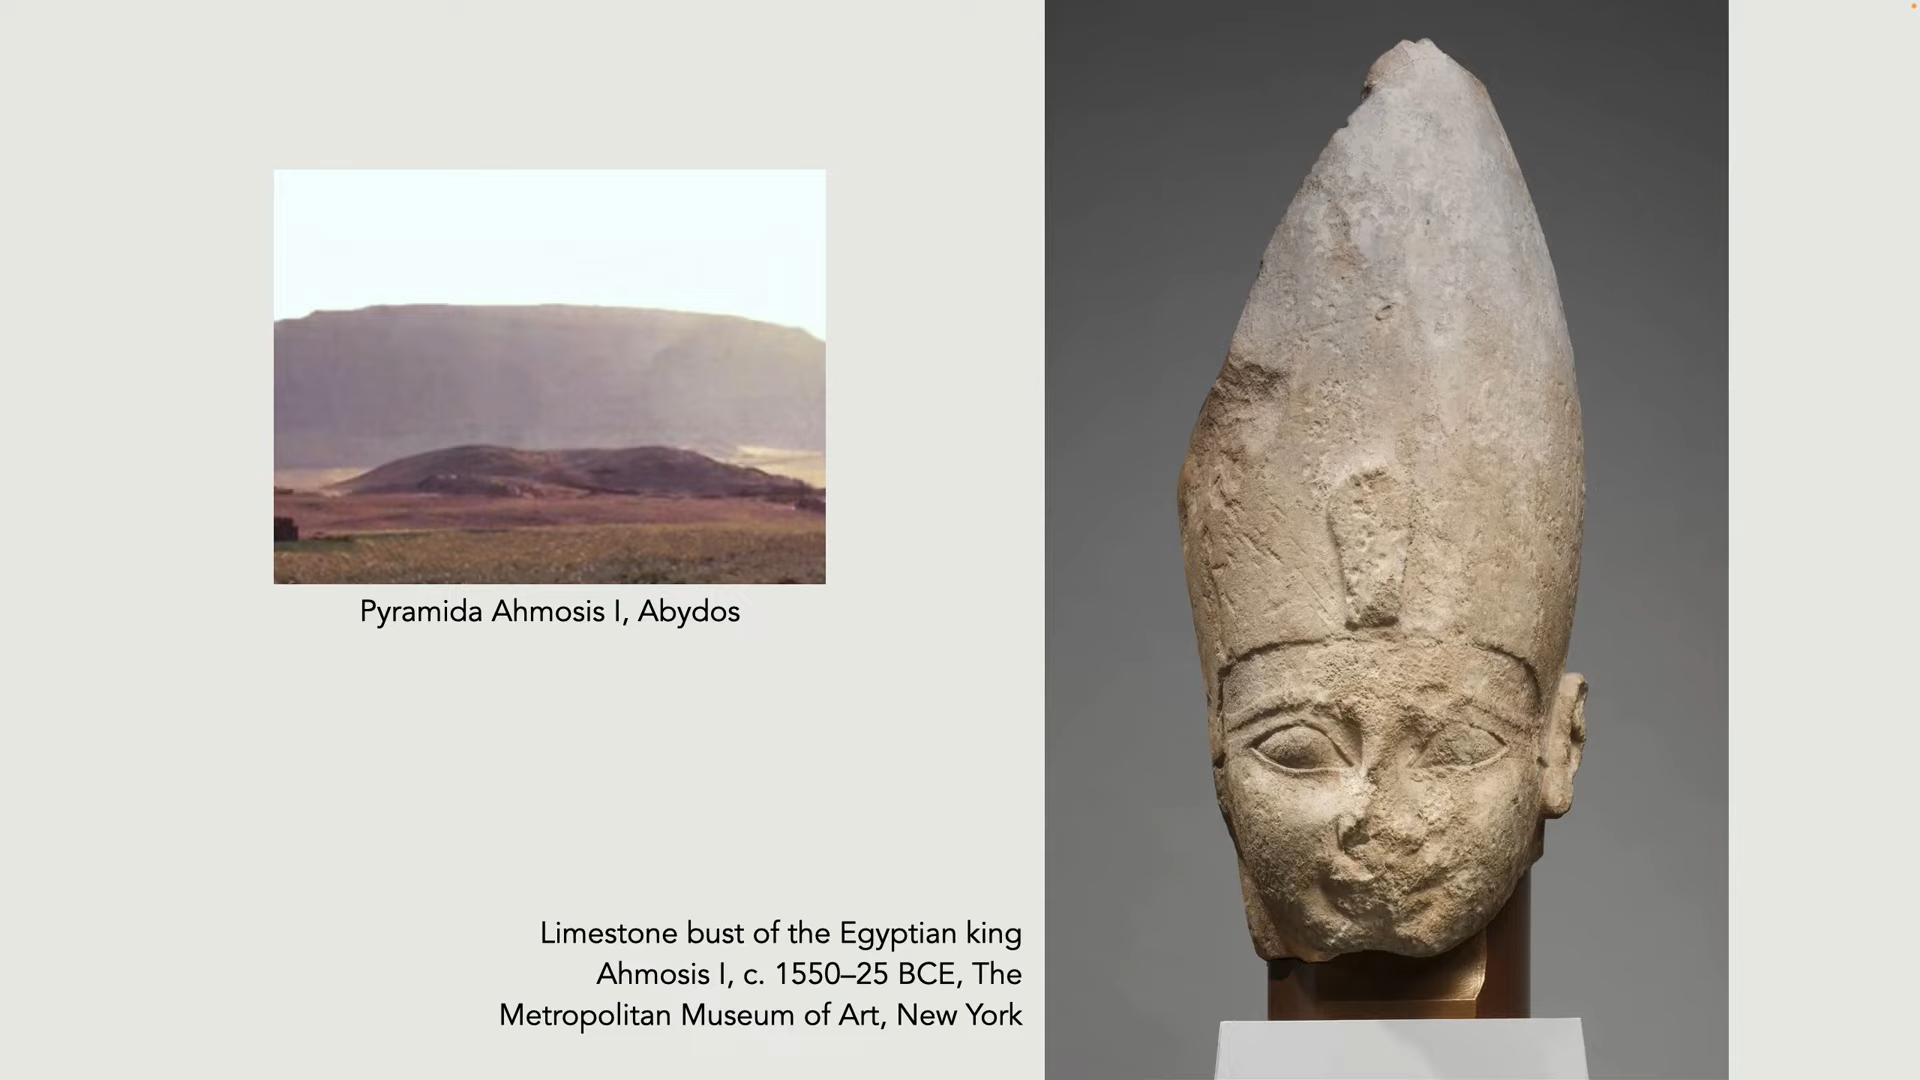 Pyramida Ahmosis I, Abydos
Limestone bust of the Egyptian king
Ahmosis I, c. 1550–25 BCE, The
Metropolitan Museum of Art, New York